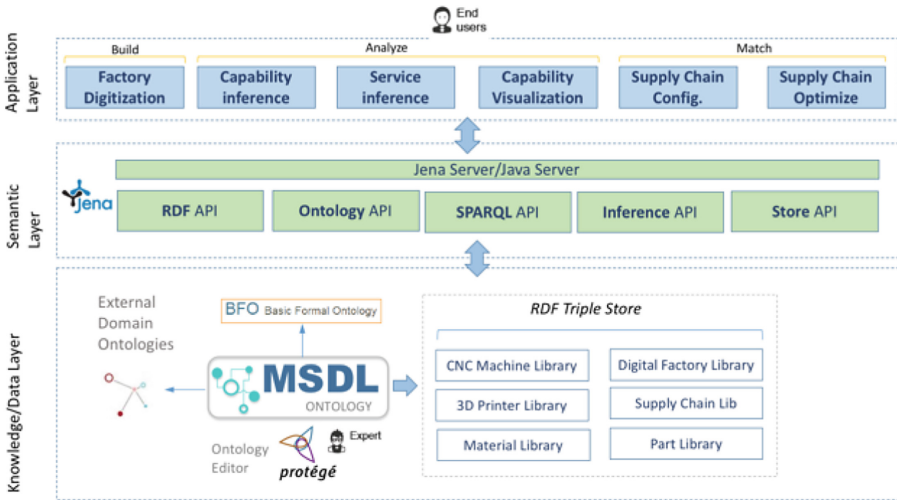 End
users
Application
Layer
Build
Analyze
Match
Factory
Digitization
Capability
inference
Service
inference
Capability
Visualization
Supply Chain
Config.
Supply Chain
Optimize
Semantic
Layer
Jena
Jena Server/Java Server
RDF API
Ontology API
SPARQL API
Inference API
Store API
Knowledge/Data Layer
External
Domain
Ontologies
BFO Basic Formal Ontology
MSDL
ONTOLOGY
Ontology
Editor
protégé
Expert
RDF Triple Store
CNC Machine Library
Digital Factory Library
3D Printer Library
Supply Chain Lib
Material Library
Part Library